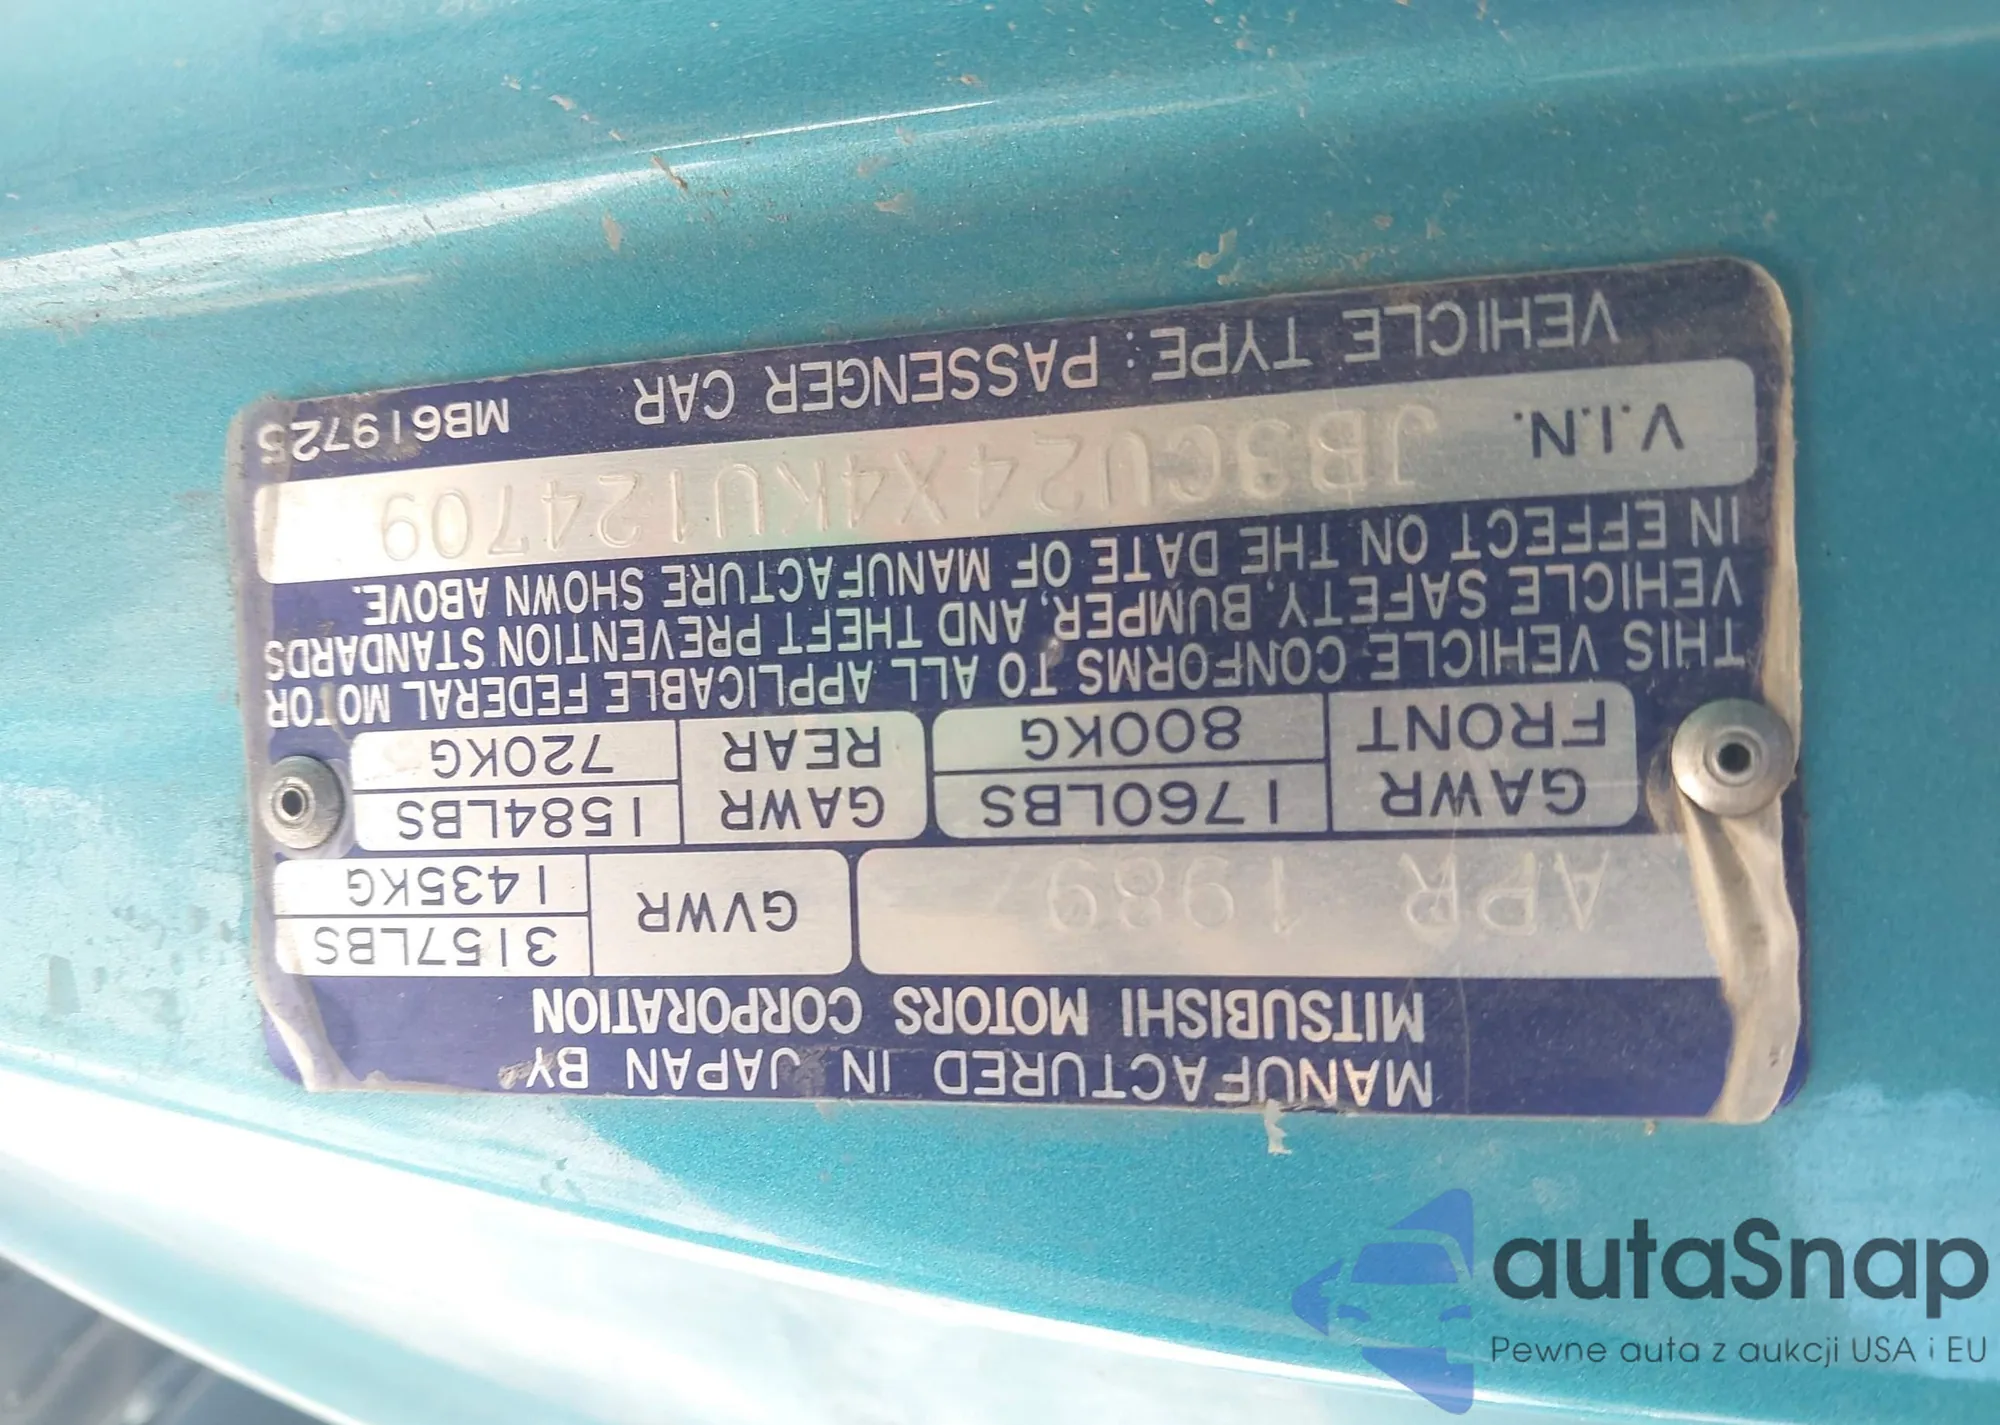 MANUFACTURED IN JAPAN BY
MITSUBISHI MOTORS CORPORATION
APR 1989 GVWR 3157LBS
1435KG
GAWR 1760LBS GAWR 1584LBS
FRONT 800KG REAR 720KG
THIS VEHICLE CONFORMS TO ALL APPLICABLE FEDERAL MOTOR
VEHICLE SAFETY, BUMPER, AND THEFT PREVENTION STANDARDS
IN EFFECT ON THE DATE OF MANUFACTURE SHOWN ABOVE.
V.I.N. JB3CU24X4KU124709
VEHICLE TYPE: PASSENGER CAR MB619725
autaSnap
Pewne auta z aukcji USA i EU